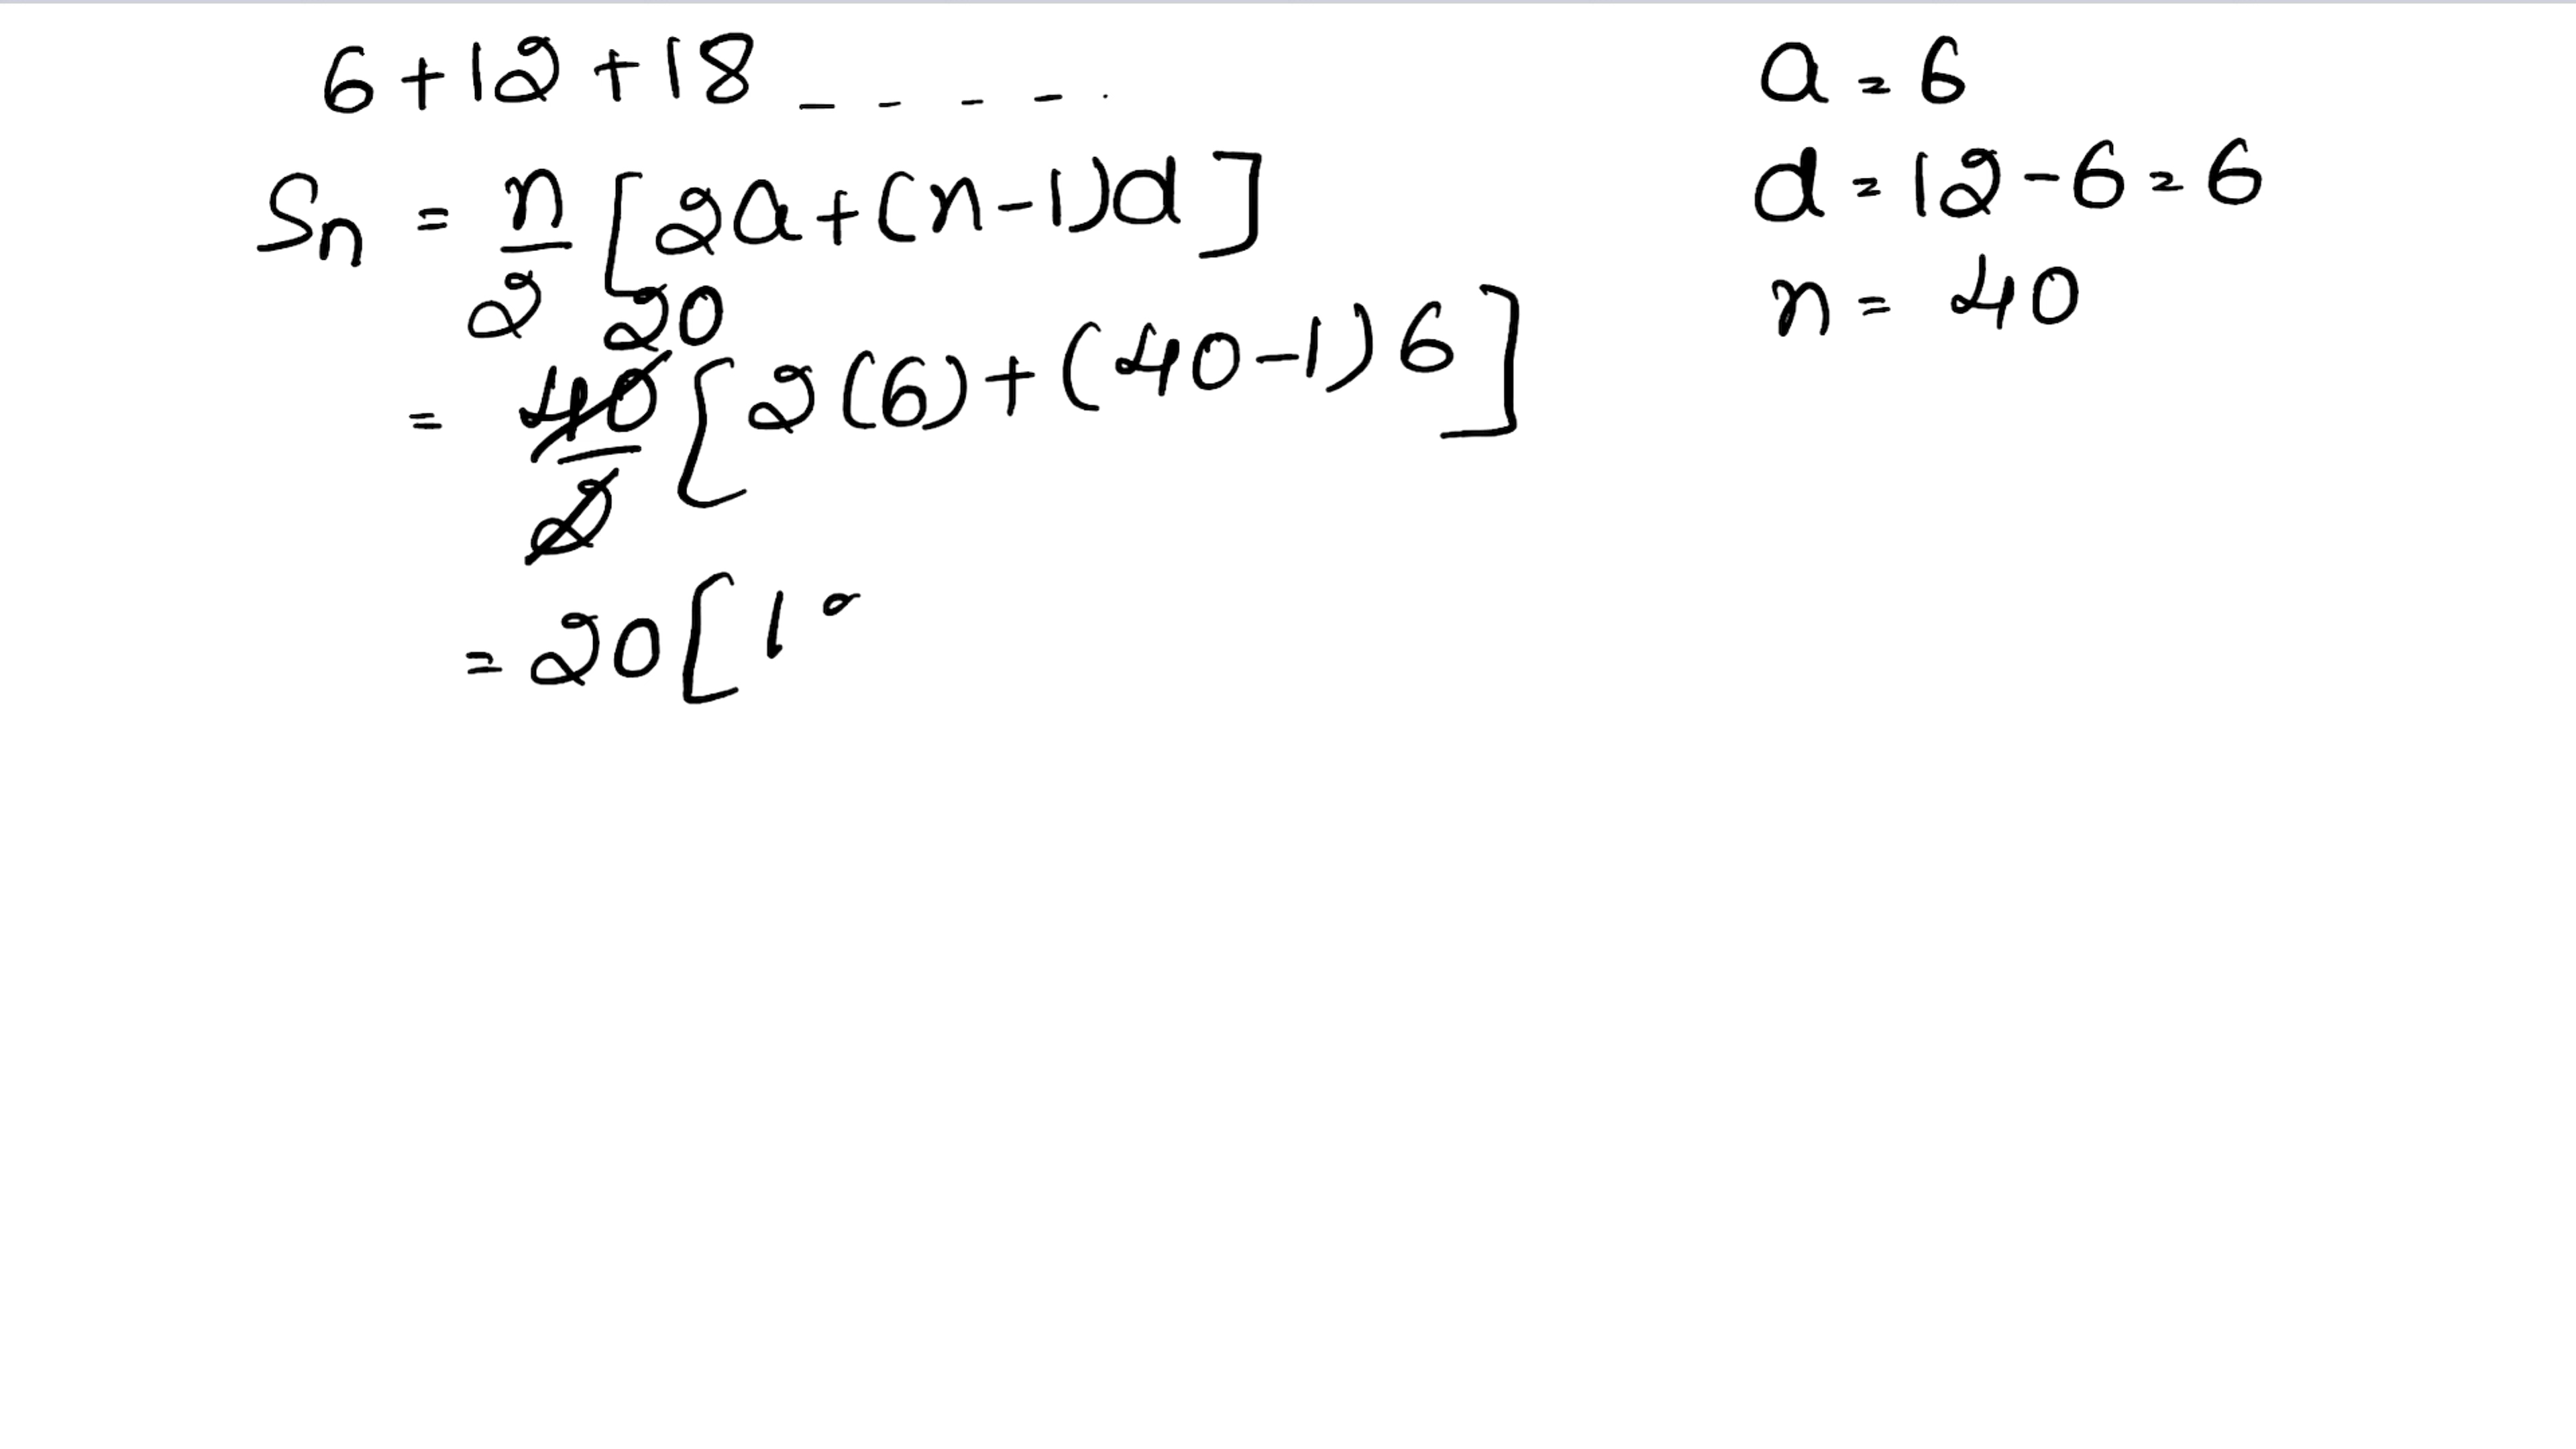 6+12+18 - - - - .
a = 6
Sn = n/2 [2a+(n-1)d]
d = 12-6 = 6
n = 40
20
= 40/2 [2(6)+(40-1)6]
= 20[1